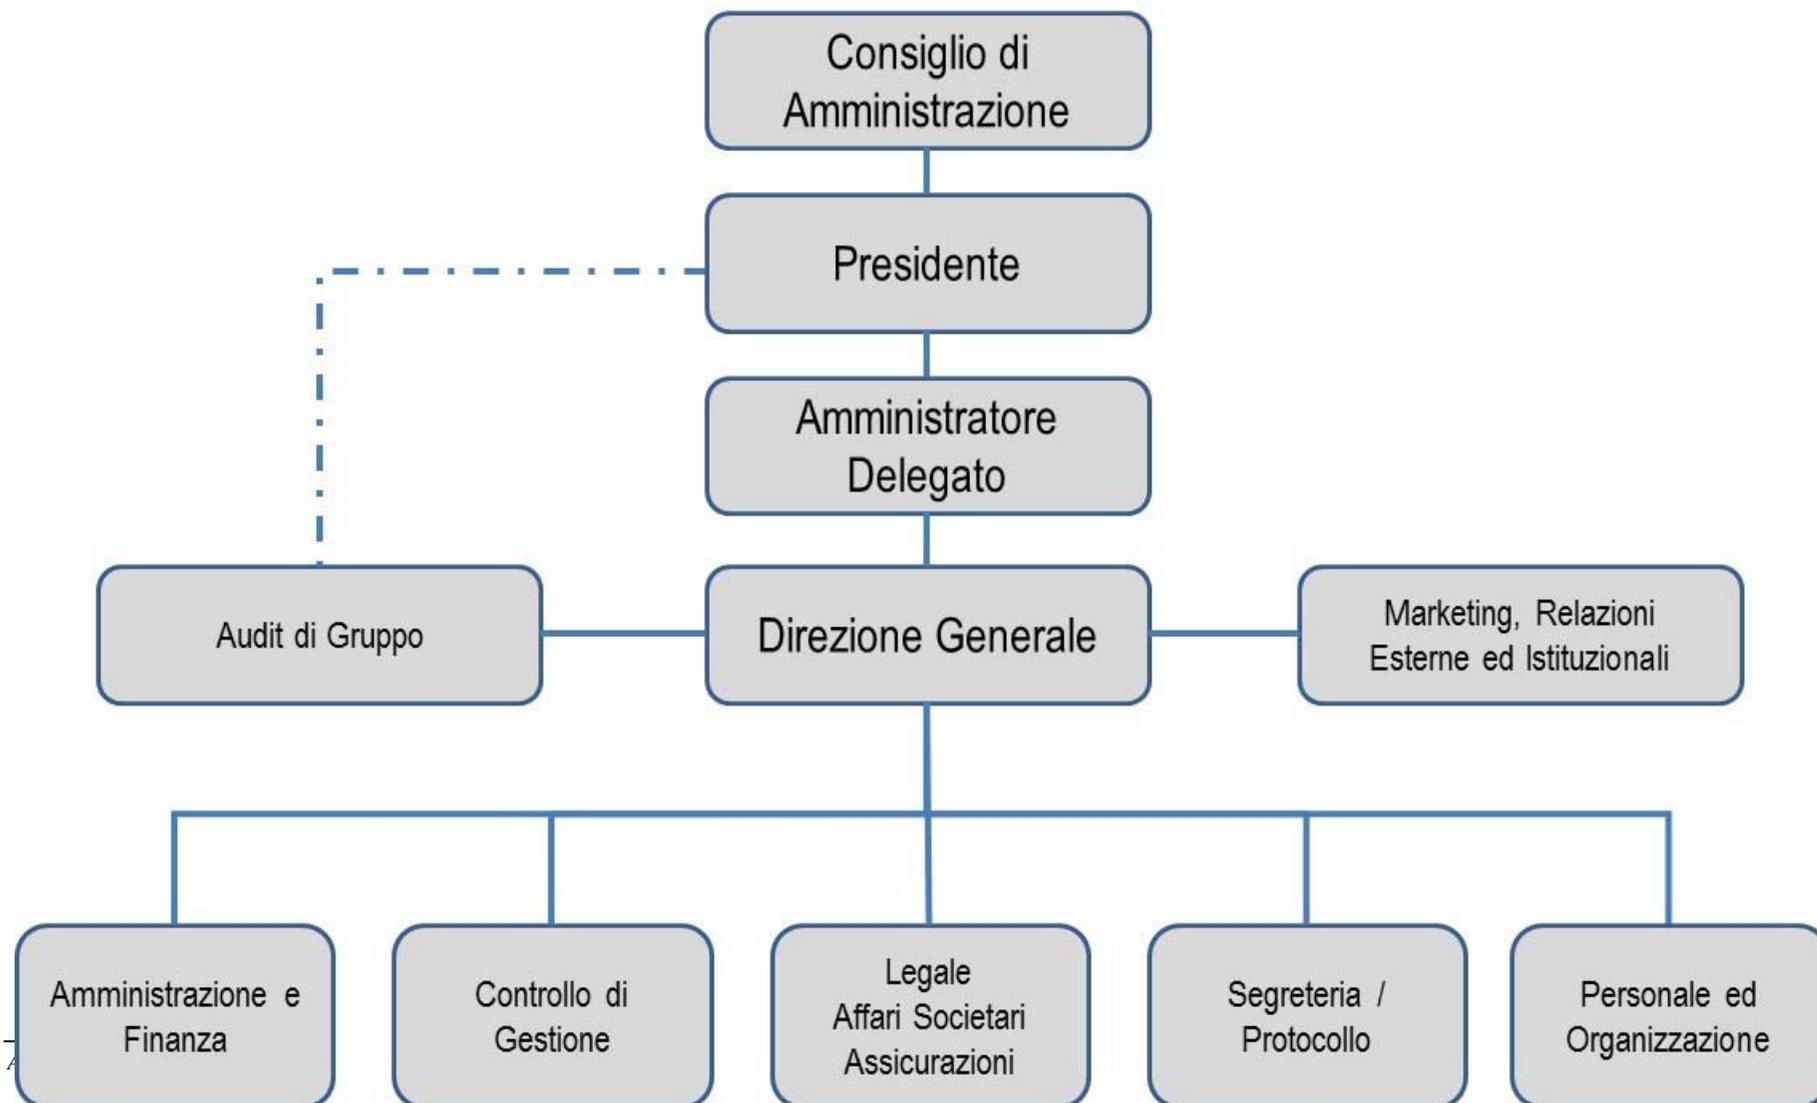 Consiglio di
Amministrazione
Presidente
Amministratore
Delegato
Audit di Gruppo
Direzione Generale
Marketing, Relazioni
Esterne ed Istituzionali
Amministrazione e
Finanza
Controllo di
Gestione
Legale
Affari Societari
Assicurazioni
Segreteria /
Protocollo
Personale ed
Organizzazione